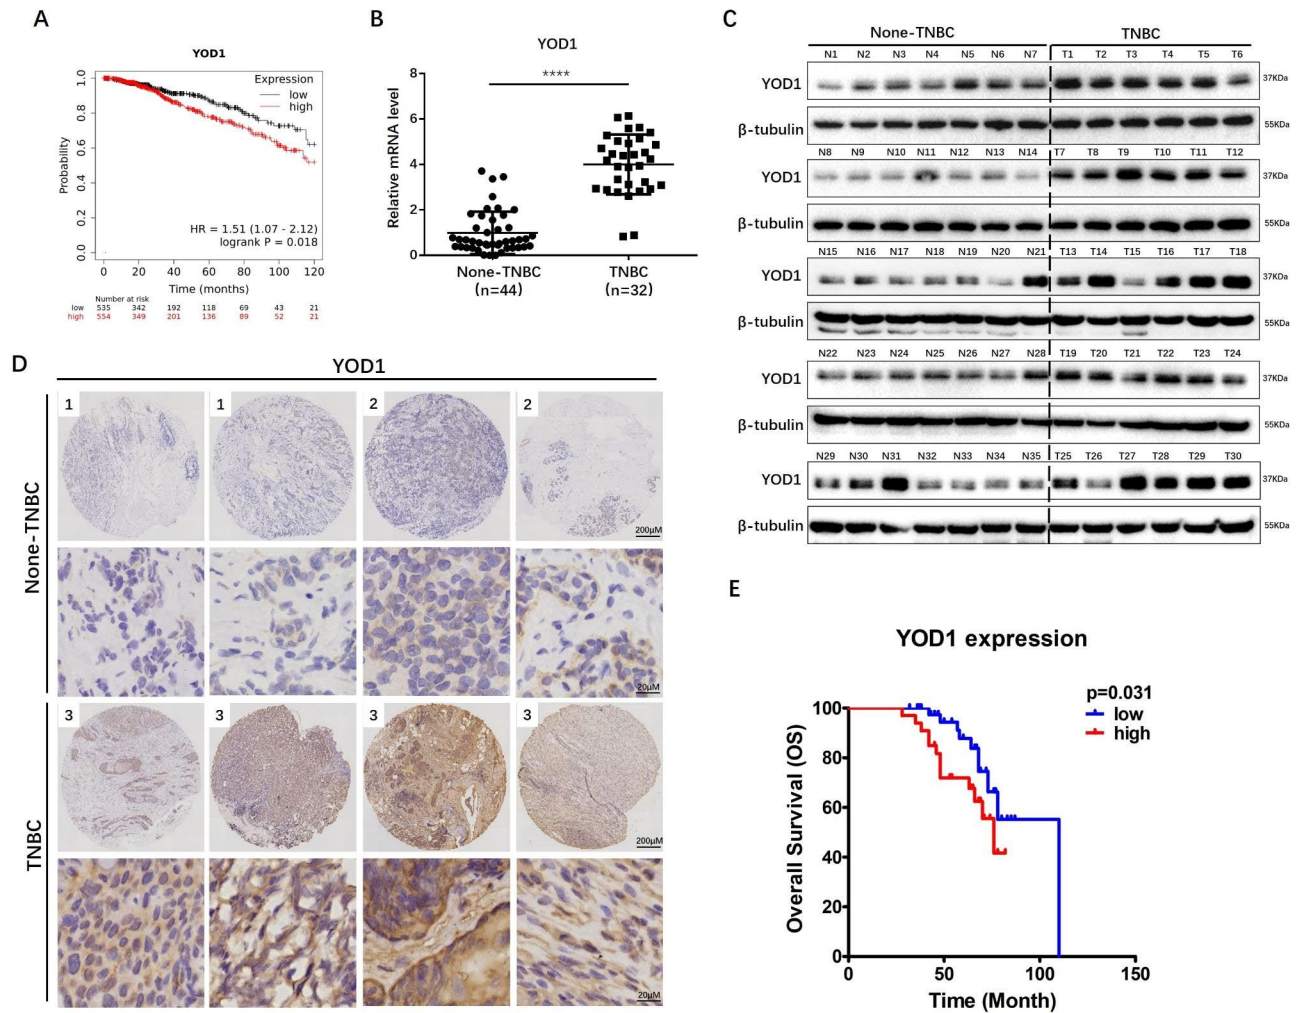 A
YOD1
Expression
low
high
Probability
1.0
0.8
0.6
0.4
0.2
0.0
HR = 1.51 (1.07 - 2.12)
logrank P = 0.018
0 20 40 60 80 100 120
Time (months)
Number at risk
low 535 342 192 118 69 43 21
high 554 349 201 136 89 52 21
B
YOD1
****
Relative mRNA level
8
6
4
2
0
None-TNBC TNBC
(n=44) (n=32)
C
None-TNBC TNBC
N1 N2 N3 N4 N5 N6 N7 T1 T2 T3 T4 T5 T6
YOD1 37KDa
β-tubulin 55KDa
N8 N9 N10 N11 N12 N13 N14 T7 T8 T9 T10 T11 T12
YOD1 37KDa
β-tubulin 55KDa
N15 N16 N17 N18 N19 N20 N21 T13 T14 T15 T16 T17 T18
YOD1 37KDa
β-tubulin 55KDa
N22 N23 N24 N25 N26 N27 N28 T19 T20 T21 T22 T23 T24
YOD1 37KDa
β-tubulin 55KDa
N29 N30 N31 N32 N33 N34 N35 T25 T26 T27 T28 T29 T30
YOD1 37KDa
β-tubulin 55KDa
D
YOD1
None-TNBC
1 1 2 2
200μM
20μM
TNBC
3 3 3 3
200μM
20μM
E
YOD1 expression
p=0.031
low
high
Overall Survival (OS)
100
80
60
40
20
0
0 50 100 150
Time (Month)